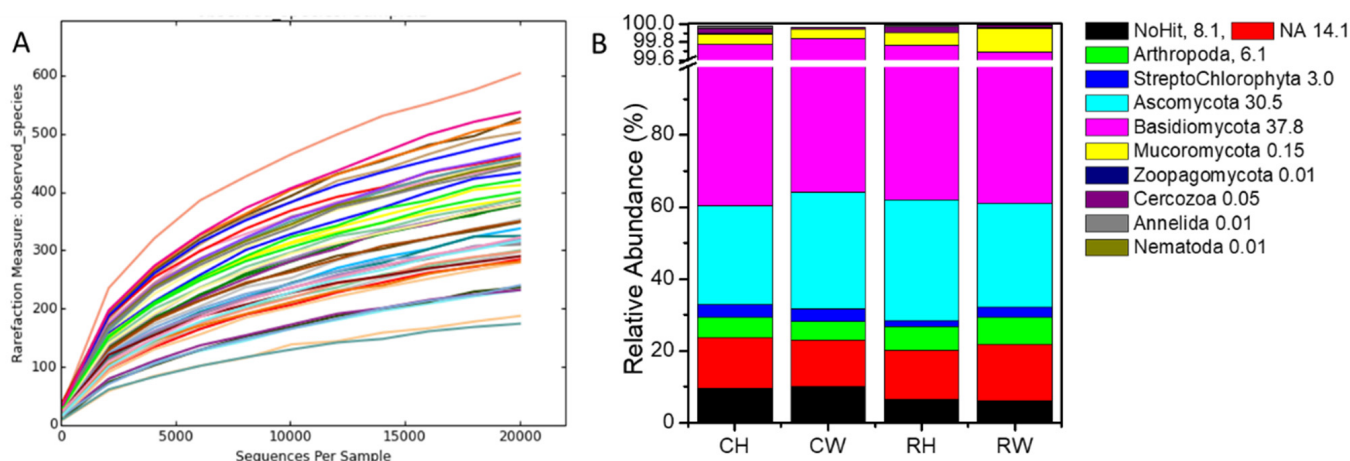 A
Rarefaction Measure: observed_species
600
500
400
300
200
100
0
0 5000 10000 15000 20000
Sequences Per Sample
B
Relative Abundance (%)
100.0
99.8
99.6
80
60
40
20
0
CH CW RH RW
NoHit, 8.1, NA 14.1
Arthropoda, 6.1
StreptoChlorophyta 3.0
Ascomycota 30.5
Basidiomycota 37.8
Mucoromycota 0.15
Zoopagomycota 0.01
Cercozoa 0.05
Annelida 0.01
Nematoda 0.01